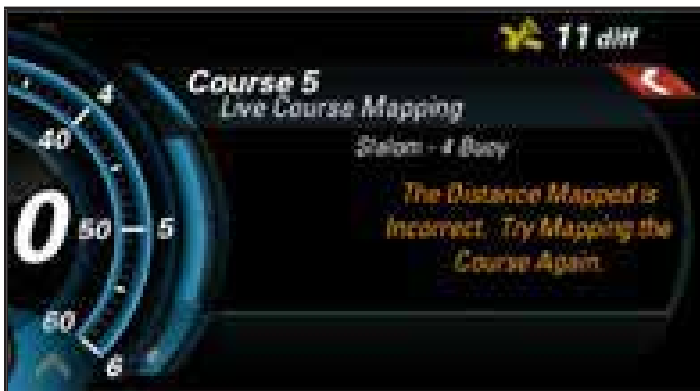 11 diff
Course 5
Live Course Mapping
Slalom - 4 Buoy
The Distance Mapped is
Incorrect. Try Mapping the
Course Again.
4
40
0
50
5
60
6